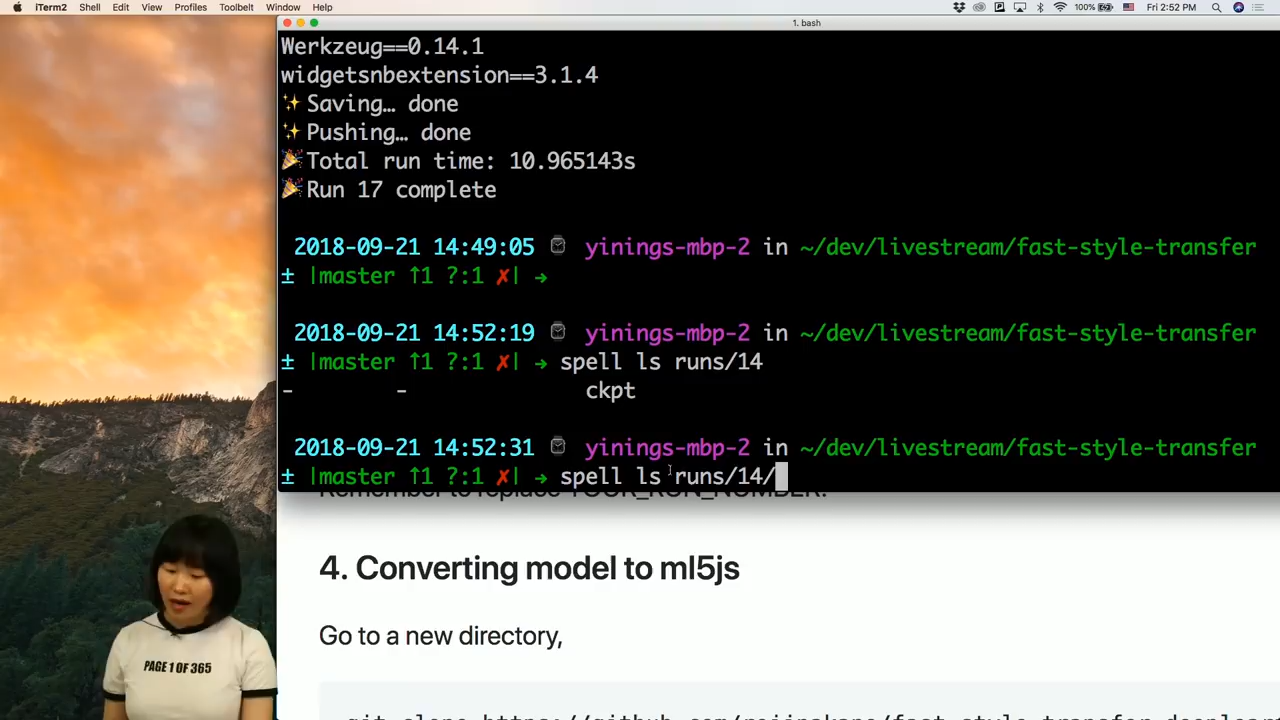 iTerm2 Shell Edit View Profiles Toolbelt Window Help 100% Fri 2:52 PM
1. bash
Werkzeug==0.14.1
widgetsnbextension==3.1.4
✨Saving… done
✨Pushing… done
🎉Total run time: 10.965143s
🎉Run 17 complete
2018-09-21 14:49:05 ⌚ yinings-mbp-2 in ~/dev/livestream/fast-style-transfer
± |master ↑1 ?:1 ✗| →
2018-09-21 14:52:19 ⌚ yinings-mbp-2 in ~/dev/livestream/fast-style-transfer
± |master ↑1 ?:1 ✗| → spell ls runs/14
- - ckpt
2018-09-21 14:52:31 ⌚ yinings-mbp-2 in ~/dev/livestream/fast-style-transfer
± |master ↑1 ?:1 ✗| → spell ls runs/14/
Remember to replace YOUR_RUN_NUMBER.
4. Converting model to ml5js
Go to a new directory,
PAGE 1 OF 365